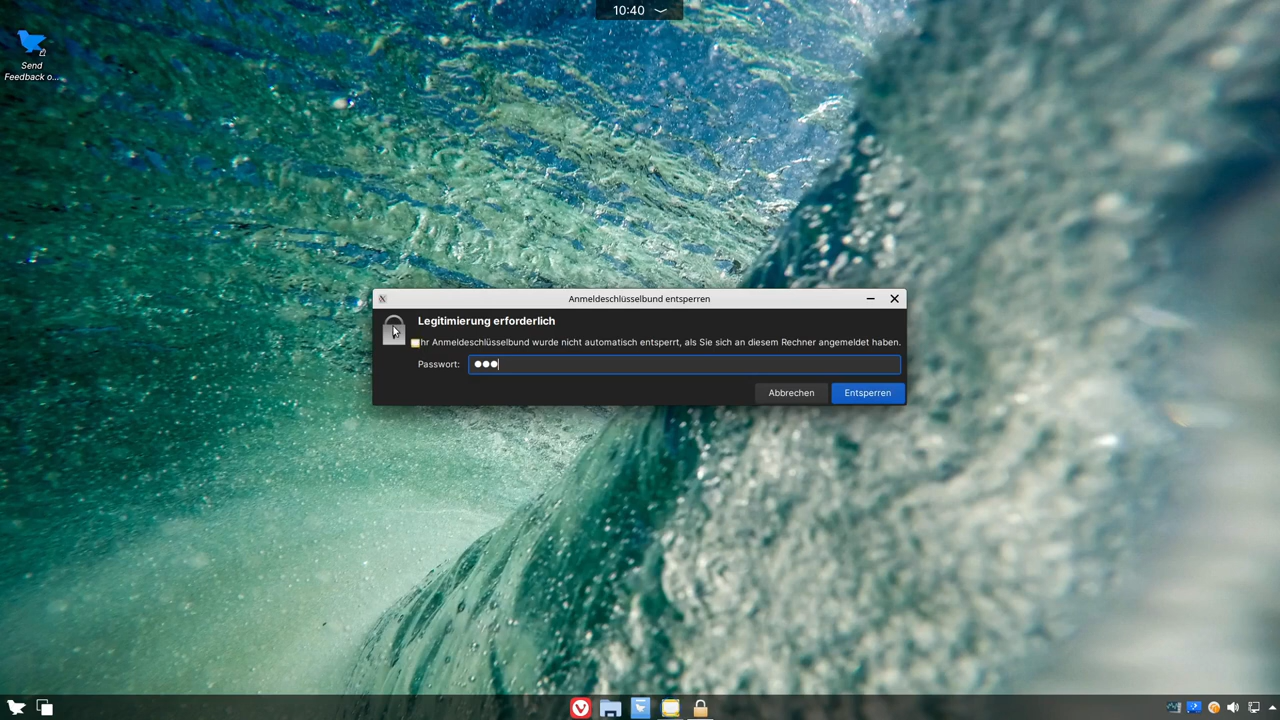 10:40
Send
Feedback o...
Anmeldeschlüsselbund entsperren
Legitimierung erforderlich
hr Anmeldeschlüsselbund wurde nicht automatisch entsperrt, als Sie sich an diesem Rechner angemeldet haben.
Passwort:
Abbrechen
Entsperren